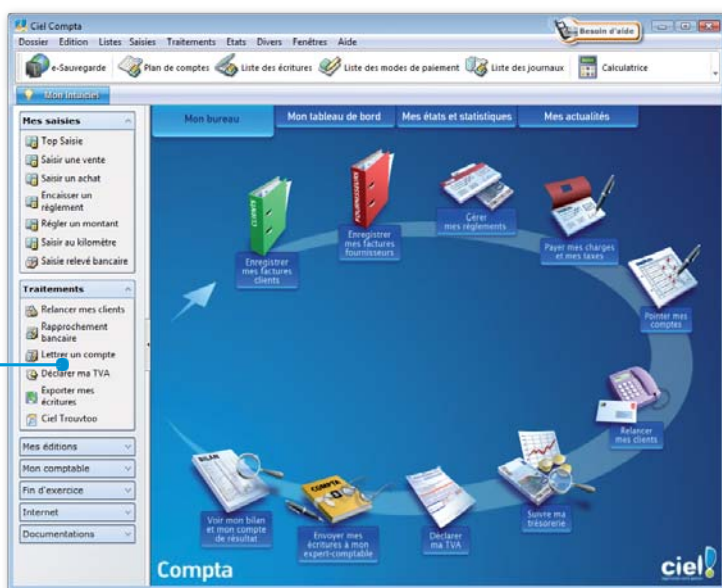 Ciel Compta
Besoin d'aide
Dossier Edition Listes Saisies Traitements Etats Divers Fenêtres Aide
e-Sauvegarde Plan de comptes Liste des écritures Liste des modes de paiement Liste des journaux Calculatrice
Mon Intuiciel
Mes saisies
Top Saisie
Saisir une vente
Saisir un achat
Encaisser un
règlement
Régler un montant
Saisir au kilomètre
Saisie relevé bancaire
Traitements
Relancer mes clients
Rapprochement
bancaire
Lettrer un compte
Déclarer ma TVA
Exporter mes
écritures
Ciel Trouvtoo
Mes éditions
Mon comptable
Fin d'exercice
Internet
Documentations
Mon bureau Mon tableau de bord Mes états et statistiques Mes actualités
CLIENTS
Enregistrer
mes factures
clients
FOURNISSEURS
Enregistrer
mes factures
fournisseurs
Gérer
mes règlements
Payer mes charges
et mes taxes
Pointer mes
comptes
Relancer
mes clients
Suivre ma
trésorerie
Déclarer
ma TVA
COMPTA
Envoyer mes
écritures à mon
expert-comptable
BILAN
Voir mon bilan
et mon compte
de résultat
Compta
ciel!